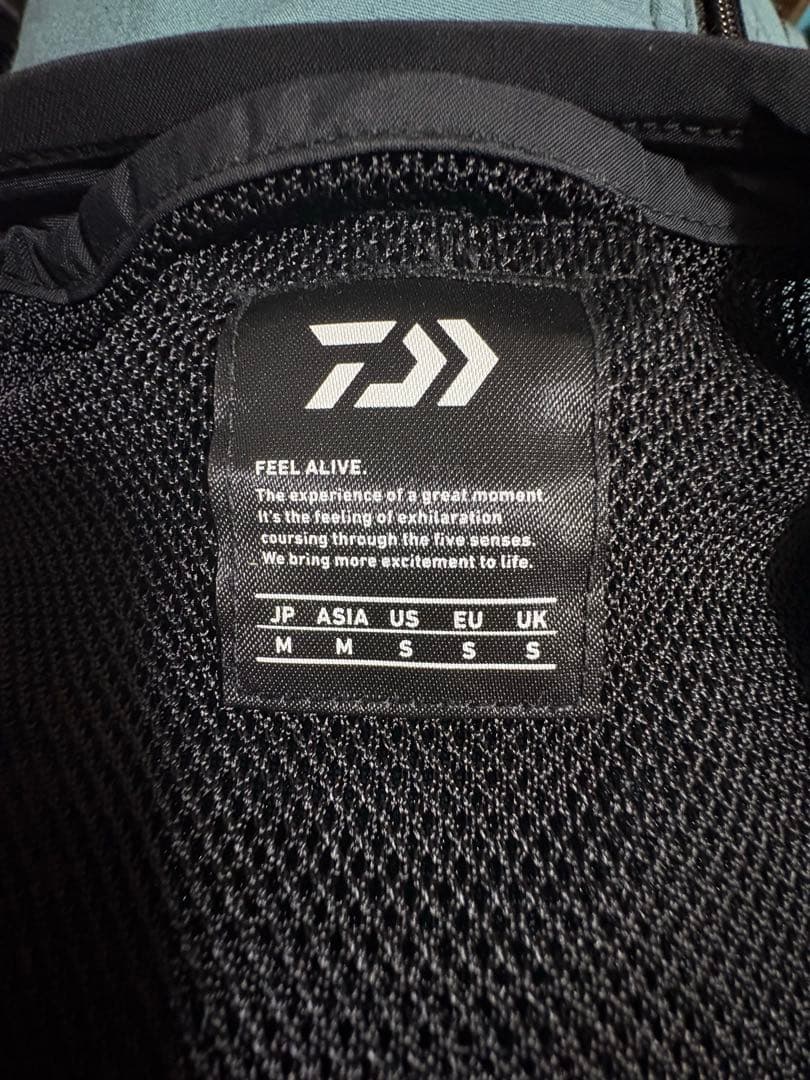 FEEL ALIVE.
The experience of a great moment.
It's the feeling of exhilaration
coursing through the five senses.
We bring more excitement to life.
JP ASIA US EU UK
M M S S S